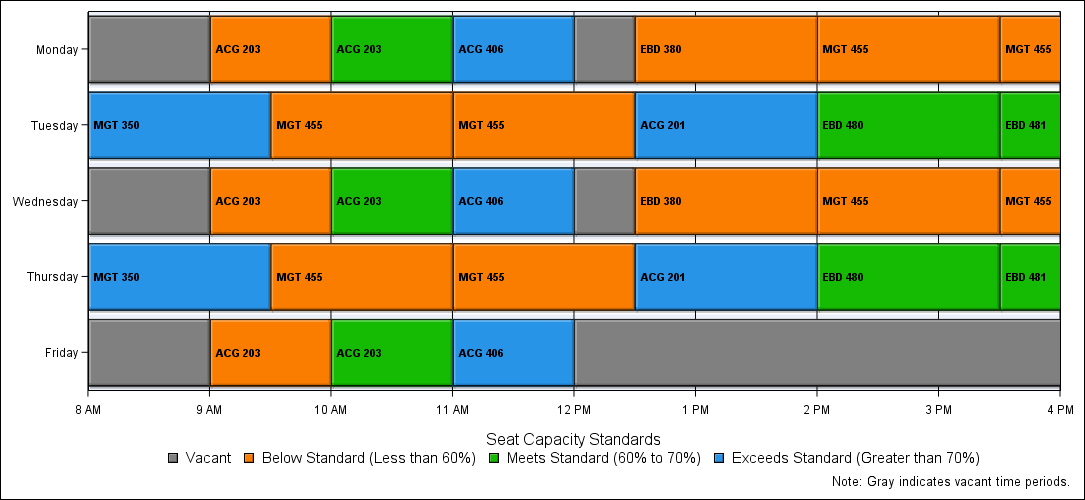 Monday ACG 203 ACG 203 ACG 406 EBD 380 MGT 455 MGT 455
Tuesday MGT 350 MGT 455 MGT 455 ACG 201 EBD 480 EBD 481
Wednesday ACG 203 ACG 203 ACG 406 EBD 380 MGT 455 MGT 455
Thursday MGT 350 MGT 455 MGT 455 ACG 201 EBD 480 EBD 481
Friday ACG 203 ACG 203 ACG 406
8 AM 9 AM 10 AM 11 AM 12 PM 1 PM 2 PM 3 PM 4 PM
Seat Capacity Standards
Vacant Below Standard (Less than 60%) Meets Standard (60% to 70%) Exceeds Standard (Greater than 70%)
Note: Gray indicates vacant time periods.